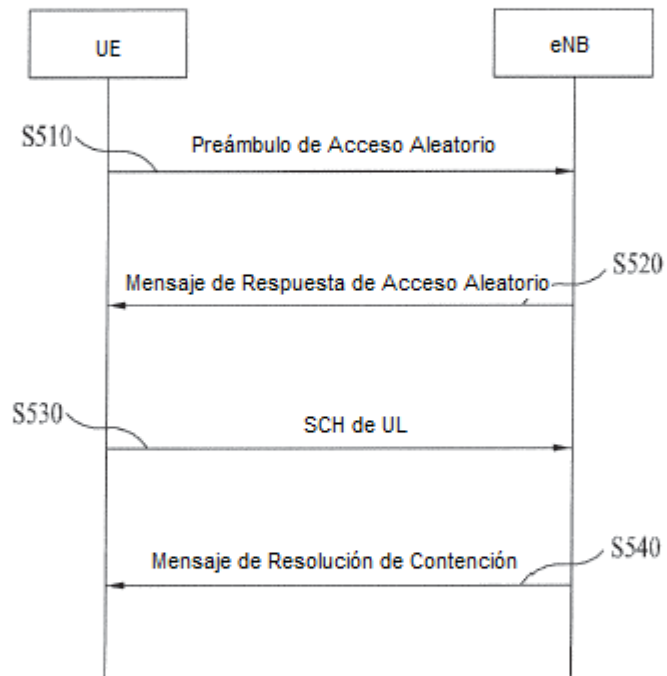 UE
eNB
S510
Preámbulo de Acceso Aleatorio
S520
Mensaje de Respuesta de Acceso Aleatorio
S530
SCH de UL
S540
Mensaje de Resolución de Contención